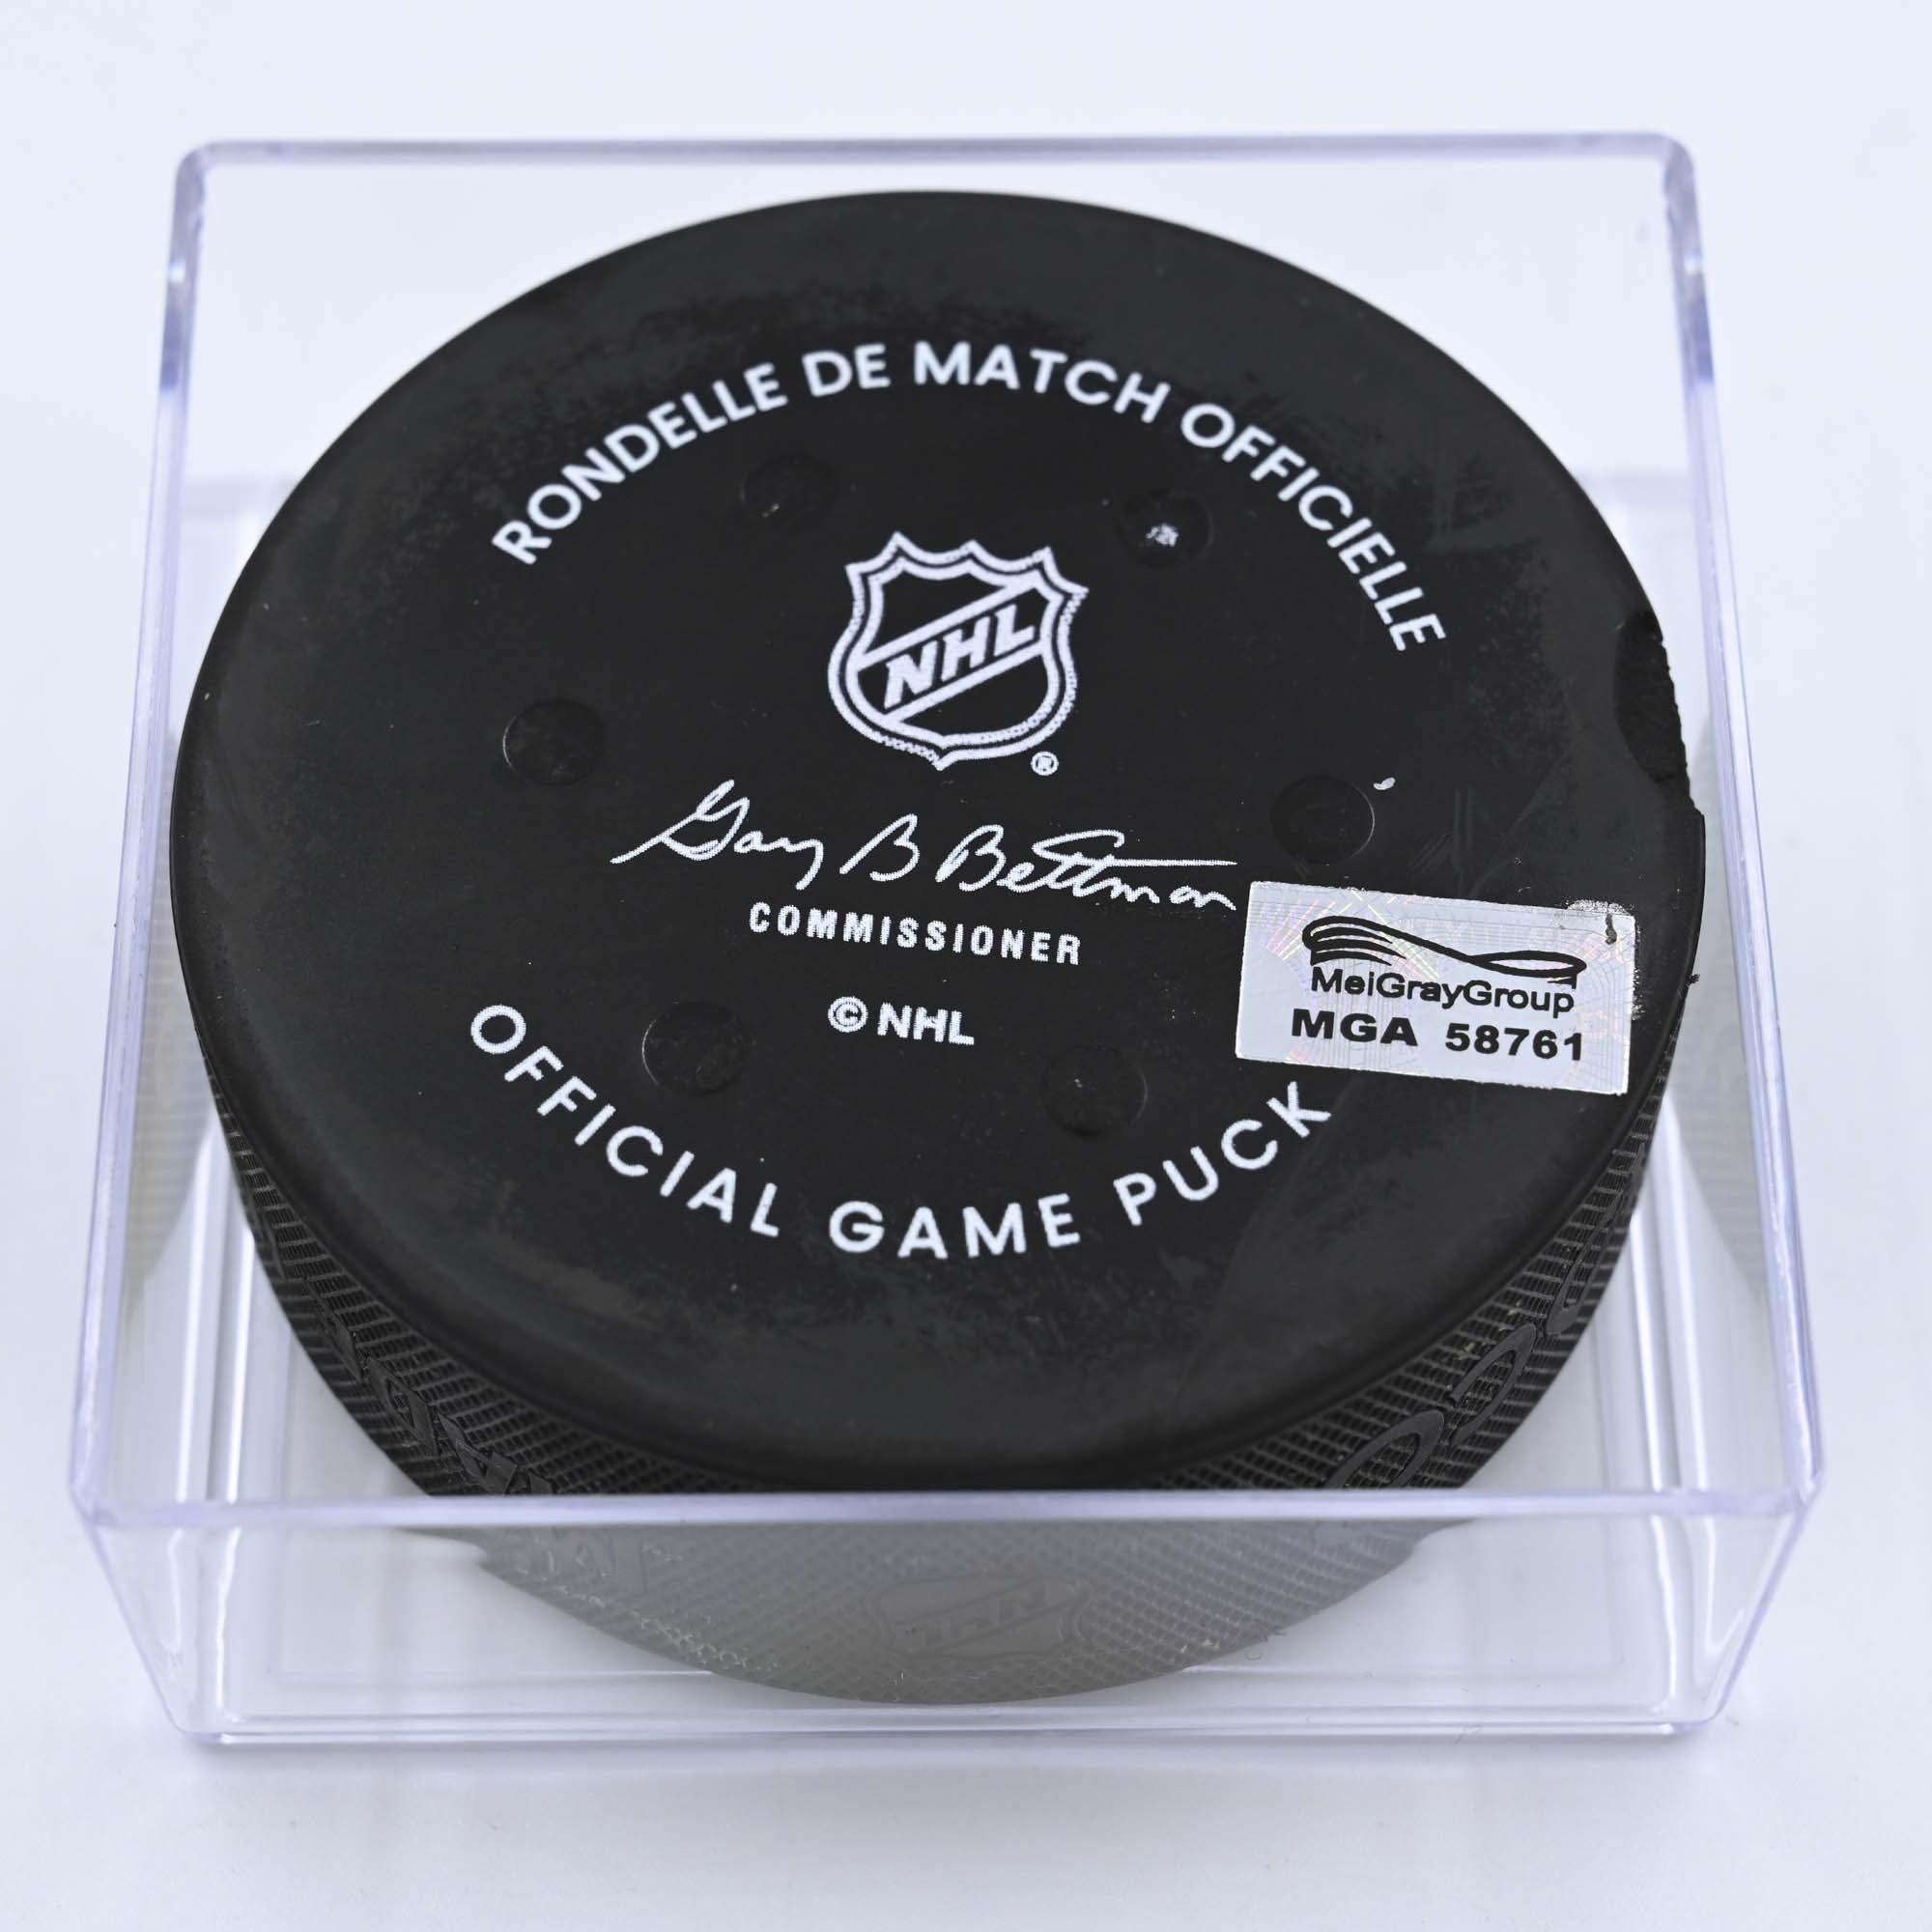 RONDELLE DE MATCH OFFICIELLE
NHL
®
Gary B Bettman
COMMISSIONER
© NHL
MeiGrayGroup
MGA 58761
OFFICIAL GAME PUCK